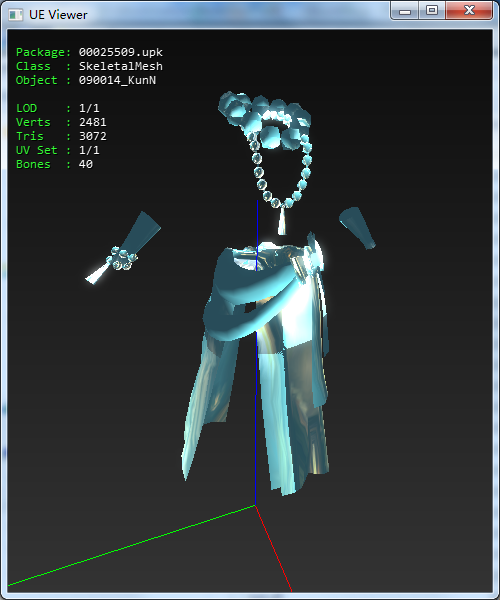 UE Viewer
Package: 00025509.upk
Class  : SkeletalMesh
Object : 090014_KunN
LOD    : 1/1
Verts  : 2481
Tris   : 3072
UV Set : 1/1
Bones  : 40